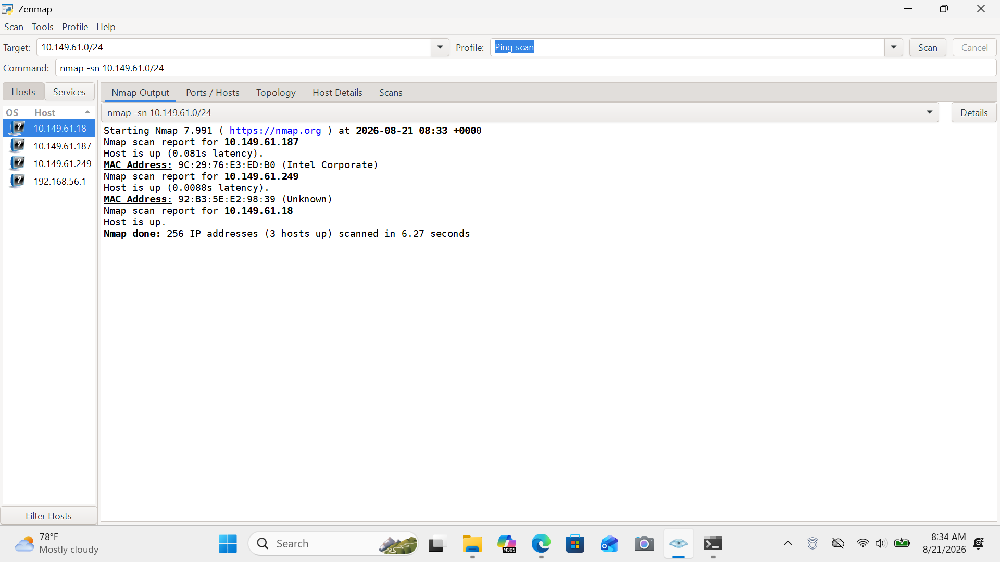 Zenmap
Scan Tools Profile Help
Target: 10.149.61.0/24 Profile: Ping scan Scan Cancel
Command: nmap -sn 10.149.61.0/24
Hosts Services
OS Host
10.149.61.18
10.149.61.187
10.149.61.249
192.168.56.1
Filter Hosts
Nmap Output Ports / Hosts Topology Host Details Scans
nmap -sn 10.149.61.0/24 Details
Starting Nmap 7.991 ( https://nmap.org ) at 2026-08-21 08:33 +0000
Nmap scan report for 10.149.61.187
Host is up (0.081s latency).
MAC Address: 9C:29:76:E3:ED:B0 (Intel Corporate)
Nmap scan report for 10.149.61.249
Host is up (0.0088s latency).
MAC Address: 92:B3:5E:E2:98:39 (Unknown)
Nmap scan report for 10.149.61.18
Host is up.
Nmap done: 256 IP addresses (3 hosts up) scanned in 6.27 seconds
78°F
Mostly cloudy
Search
M365
8:34 AM
8/21/2026